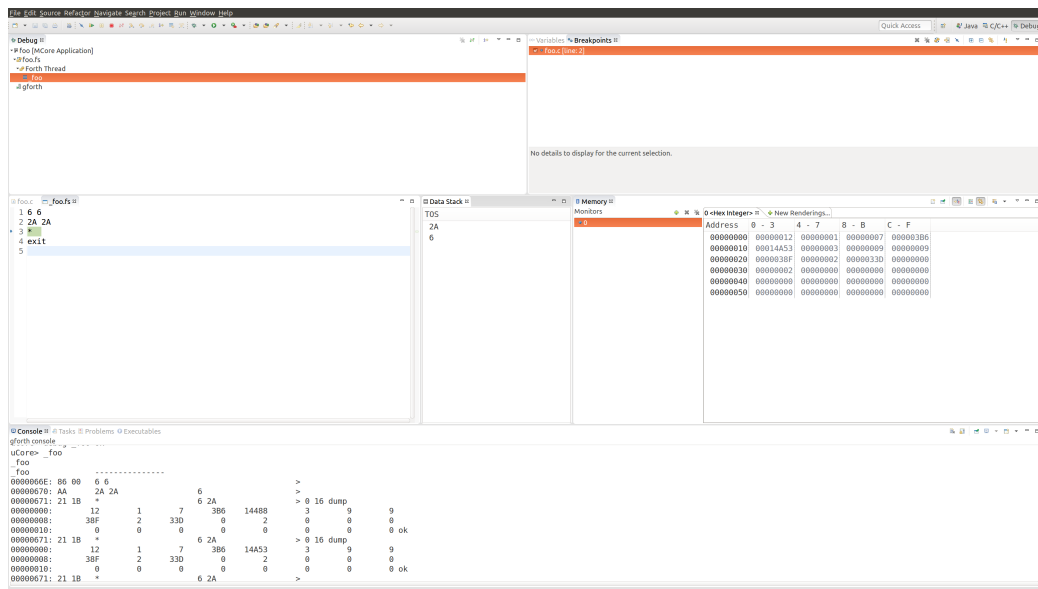 File Edit Source Refactor Navigate Search Project Run Window Help
Quick Access Java C/C++ Debug
Debug
foo [MCore Application]
foo.fs
Forth Thread
_foo
gforth
Variables Breakpoints
foo.c [line: 2]
No details to display for the current selection.
foo.c _foo.fs
1 6 6
2 2A 2A
3 *
4 exit
5
Data Stack
TOS
2A
6
Memory
Monitors
0
0 <Hex Integer> New Renderings...
Address 0 - 3 4 - 7 8 - B C - F
00000000 00000012 00000001 00000007 000003B6
00000010 00014A53 00000003 00000009 00000009
00000020 0000038F 00000002 0000033D 00000000
00000030 00000002 00000000 00000000 00000000
00000040 00000000 00000000 00000000 00000000
00000050 00000000 00000000 00000000 00000000
Console Tasks Problems Executables
gforth console
uCore> _foo
_foo
_foo --------------
0000066E: 86 00 6 6 >
00000670: AA 2A 2A 6 >
00000671: 21 1B * 6 2A > 0 16 dump
00000000: 12 1 7 3B6 14488 3 9 9
00000008: 38F 2 33D 0 2 0 0 0
00000010: 0 0 0 0 0 0 0 0 ok
00000671: 21 1B * 6 2A > 0 16 dump
00000000: 12 1 7 3B6 14A53 3 9 9
00000008: 38F 2 33D 0 2 0 0 0
00000010: 0 0 0 0 0 0 0 0 ok
00000671: 21 1B * 6 2A >